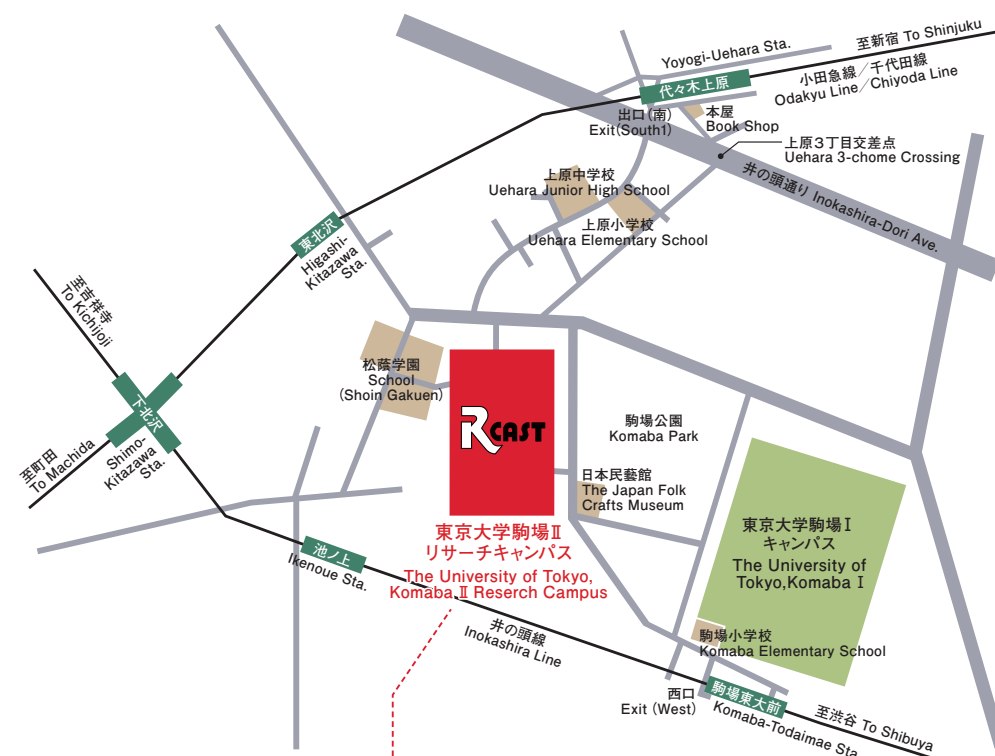 Yoyogi-Uehara Sta.
至新宿 To Shinjuku
代々木上原
小田急線/千代田線
Odakyu Line/Chiyoda Line
出口(南)
Exit(South1)
本屋
Book Shop
上原3丁目交差点
Uehara 3-chome Crossing
井の頭通り Inokashira-Dori Ave.
上原中学校
Uehara Junior High School
上原小学校
Uehara Elementary School
東北沢
Higashi-
Kitazawa
Sta.
至吉祥寺
To Kichijoji
松蔭学園
School
(Shoin Gakuen)
RCAST
駒場公園
Komaba Park
下北沢
Shimo-
Kitazawa
Sta.
至町田
To Machida
日本民藝館
The Japan Folk
Crafts Museum
東京大学駒場Ⅱ
リサーチキャンパス
The University of Tokyo,
Komaba Ⅱ Reserch Campus
東京大学駒場Ⅰ
キャンパス
The University of
Tokyo,Komaba Ⅰ
池ノ上
Ikenoue Sta.
井の頭線
Inokashira Line
駒場小学校
Komaba Elementary School
西口
Exit (West)
駒場東大前
Komaba-Todaimae Sta.
至渋谷 To Shibuya